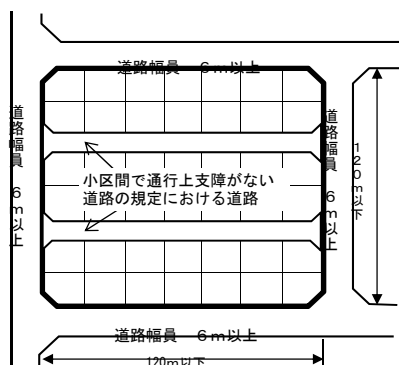 道路幅員　６ｍ以上
道路幅員　６ｍ以上
小区間で通行上支障がない
道路の規定における道路
道路幅員　６ｍ以上
１２０ｍ以下
道路幅員　６ｍ以上
120ｍ以下